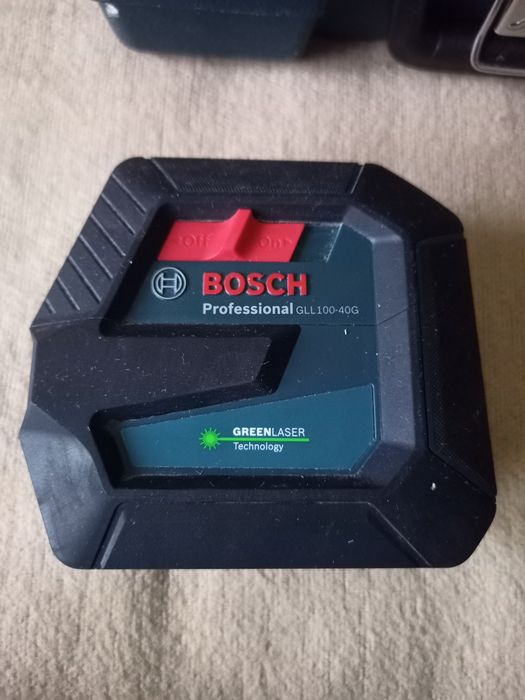 <Off On>
BOSCH
Professional GLL100-40G
GREENLASER
Technology